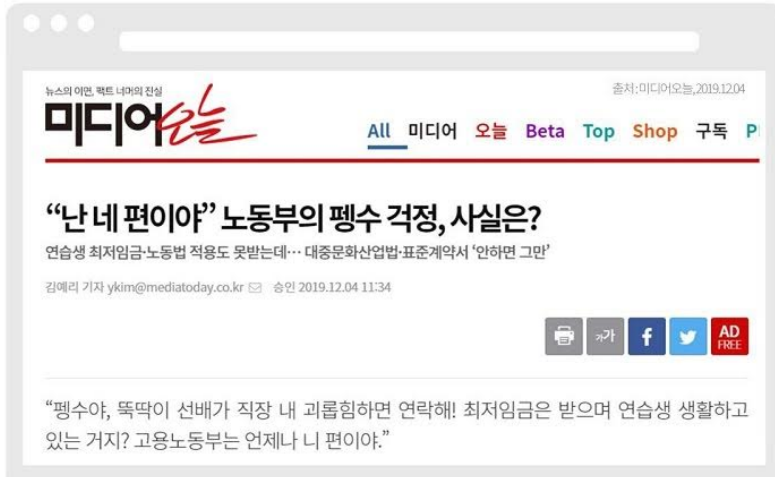 뉴스의 이면, 팩트 너머의 진실
미디어오늘
출처:미디어오늘,2019.12.04
All 미디어 오늘 Beta Top Shop 구독 P
“난 네 편이야” 노동부의 펭수 걱정, 사실은?
연습생 최저임금·노동법 적용도 못받는데… 대중문화산업법·표준계약서 ‘안하면 그만’
김예리 기자 ykim@mediatoday.co.kr 승인 2019.12.04 11:34
가가 f AD
FREE
“펭수야, 뚝딱이 선배가 직장 내 괴롭힘하면 연락해! 최저임금은 받으며 연습생 생활하고
있는 거지? 고용노동부는 언제나 니 편이야.”